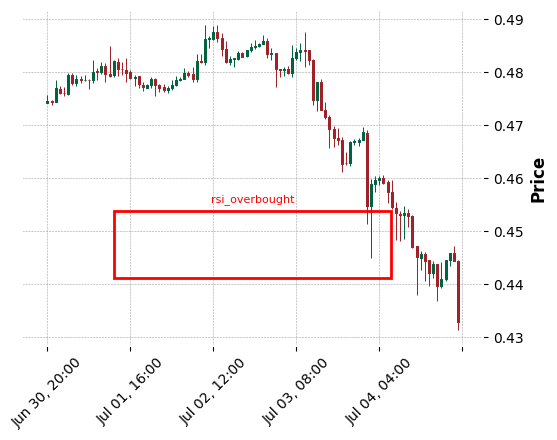 0.49
0.48
0.47
0.46
0.45
0.44
0.43
Price
rsi_overbought
Jun 30, 20:00
Jul 01, 16:00
Jul 02, 12:00
Jul 03, 08:00
Jul 04, 04:00